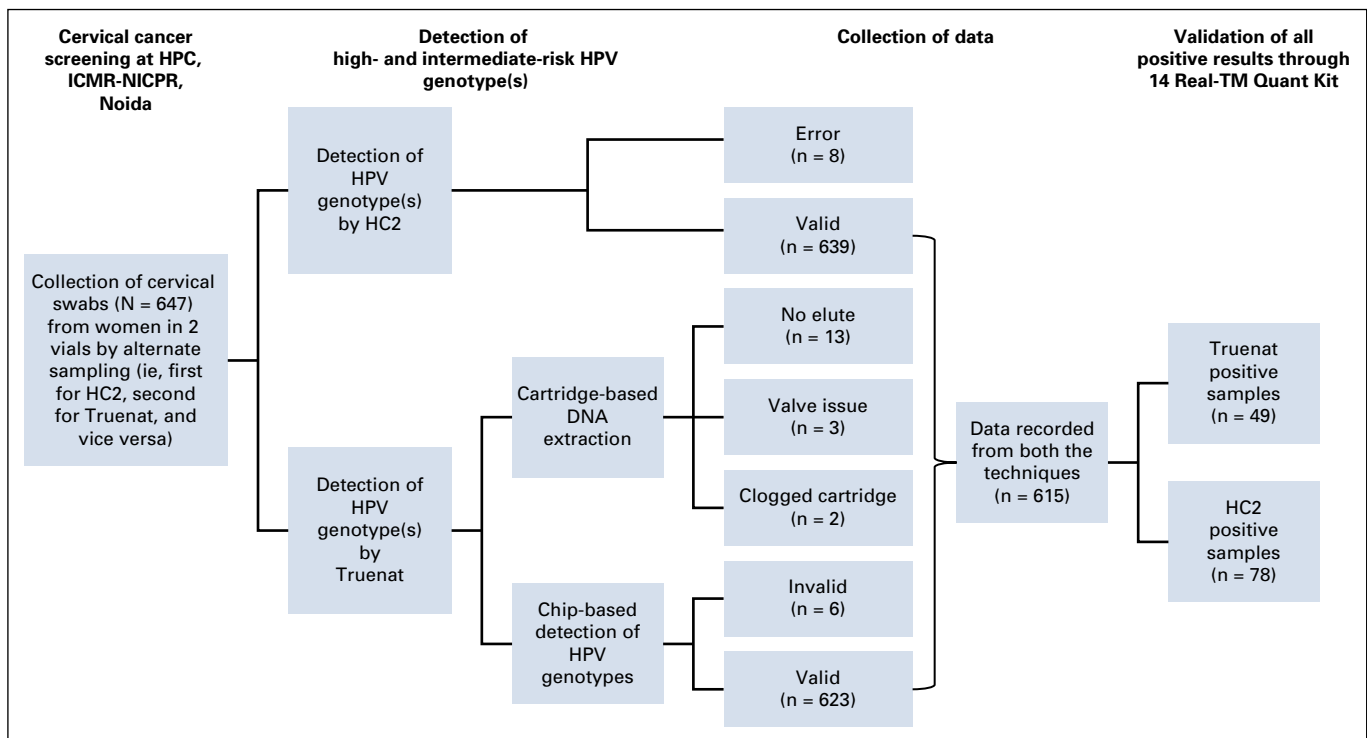 Cervical cancer
screening at HPC,
ICMR-NICPR,
Noida
Detection of
high- and intermediate-risk HPV
genotype(s)
Collection of data
Validation of all
positive results through
14 Real-TM Quant Kit
Collection of cervical
swabs (N = 647)
from women in 2
vials by alternate
sampling (ie, first
for HC2, second
for Truenat, and
vice versa)
Detection of
HPV
genotype(s)
by HC2
Detection of
HPV
genotype(s)
by
Truenat
Cartridge-based
DNA
extraction
Chip-based
detection of
HPV
genotypes
Error
(n = 8)
Valid
(n = 639)
No elute
(n = 13)
Valve issue
(n = 3)
Clogged cartridge
(n = 2)
Invalid
(n = 6)
Valid
(n = 623)
Data recorded
from both the
techniques
(n = 615)
Truenat
positive
samples
(n = 49)
HC2
positive
samples
(n = 78)